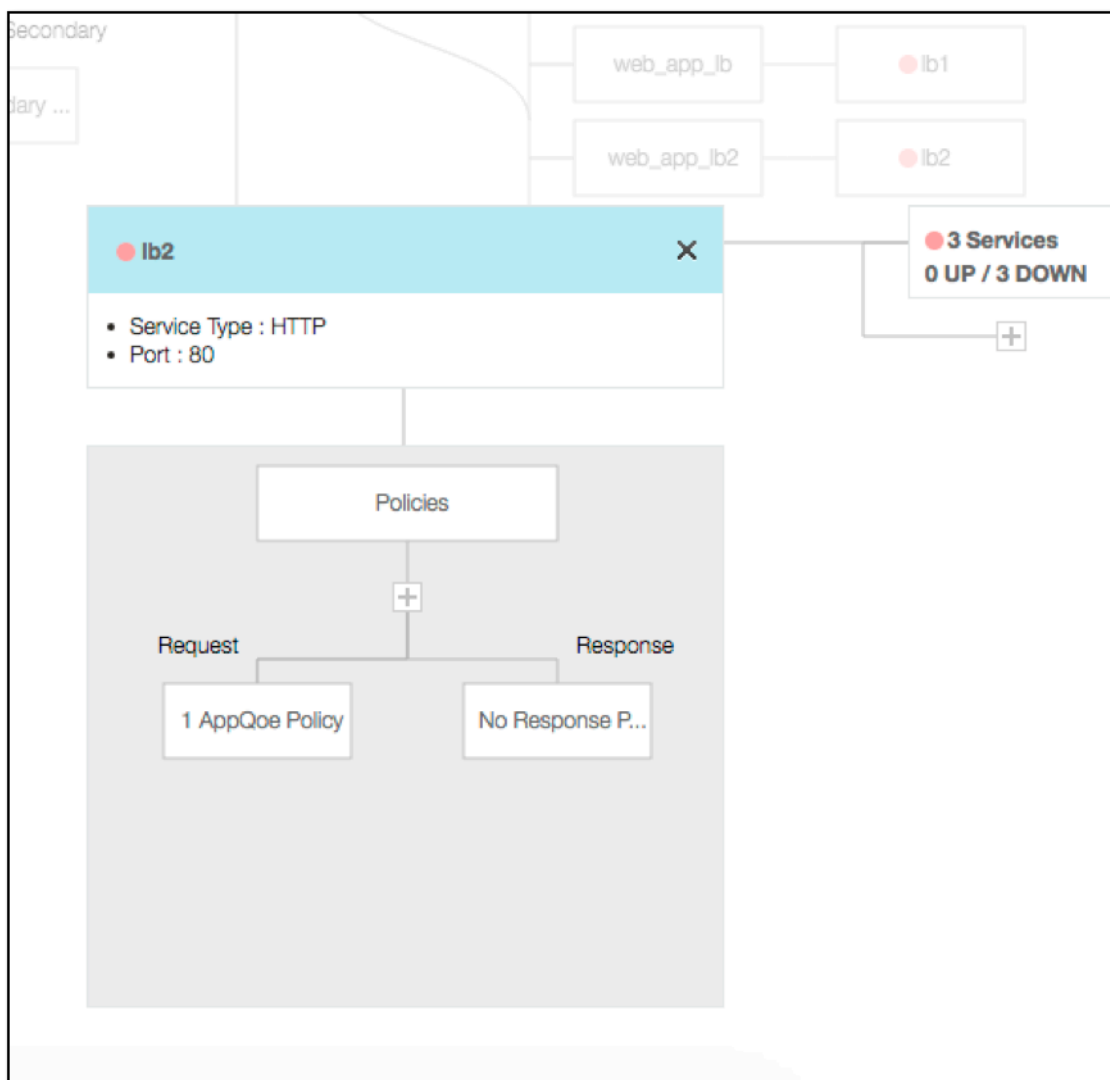 Secondary
dary ...
web_app_lb
lb1
web_app_lb2
lb2
lb2
3 Services
0 UP / 3 DOWN
• Service Type : HTTP
• Port : 80
Policies
Request
Response
1 AppQoe Policy
No Response P...